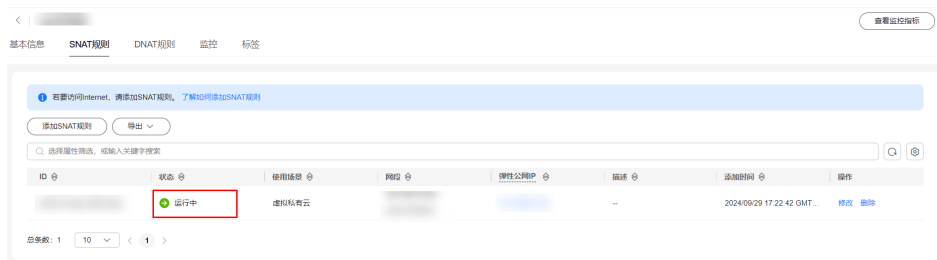 查看监控指标
基本信息 SNAT规则 DNAT规则 监控 标签
若要访问Internet，请添加SNAT规则。 了解如何添加SNAT规则
添加SNAT规则 导出
选择属性筛选，或输入关键字搜索
ID 状态 使用场景 网段 弹性公网IP 描述 添加时间 操作
运行中 虚拟私有云 -- 2024/09/29 17:22:42 GMT... 修改 删除
总条数：1 10 < 1 >